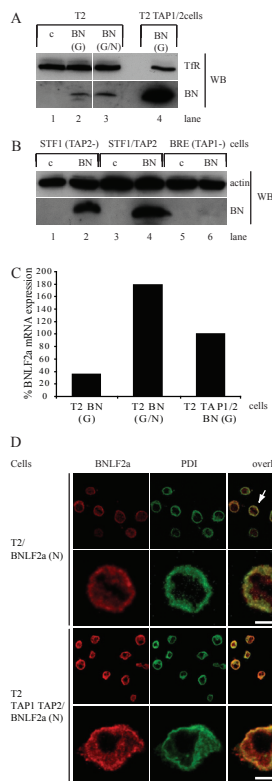 A
T2
T2 TAP1/2cells
c
BN
(G)
BN
(G/N)
BN
(G)
TfR
BN
WB
1 2 3 4
lane
B
STF1 (TAP2-) STF1/TAP2 BRE (TAP1-) cells
c BN c BN c BN
actin
BN
WB
1 2 3 4 5 6 lane
C
% BNLF2a mRNA expression
200
180
160
140
120
100
80
60
40
20
0
T2 BN
(G)
T2 BN
(G/N)
T2 TAP1/2
BN (G)
cells
D
Cells BNLF2a PDI overl
T2/
BNLF2a (N)
T2
TAP1 TAP2/
BNLF2a (N)